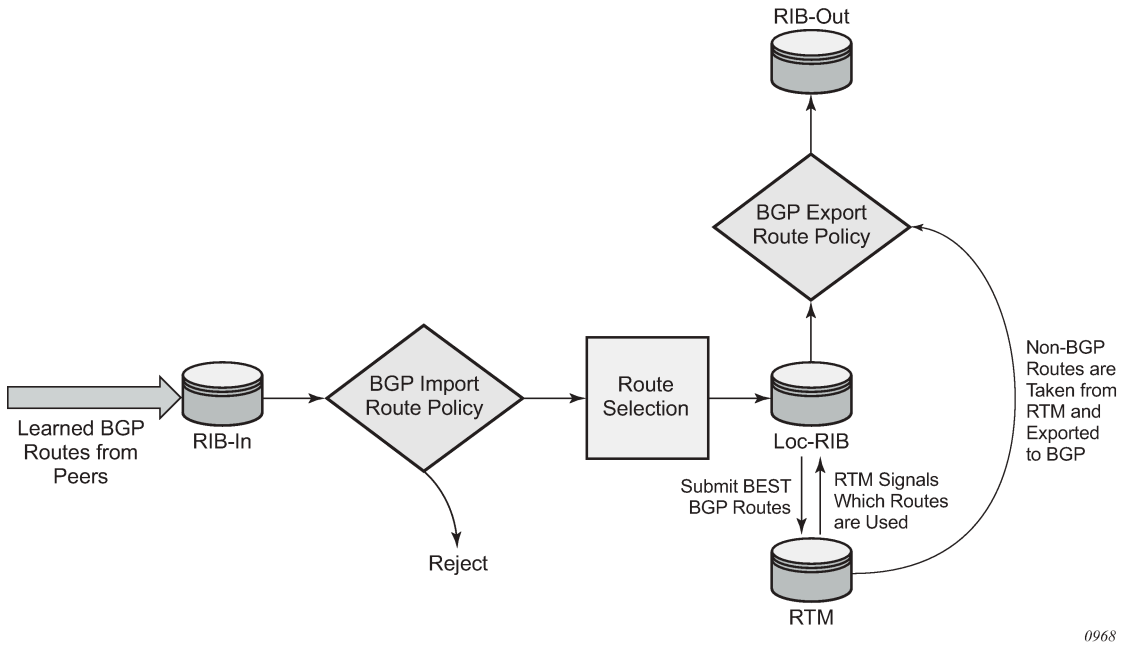 RIB-Out
BGP Export
Route Policy
BGP Import
Route Policy
Route
Selection
Learned BGP
Routes from
Peers
RIB-In
Loc-RIB
Non-BGP
Routes are
Taken from
RTM and
Exported
to BGP
Submit BEST
BGP Routes
RTM Signals
Which Routes
are Used
Reject
RTM
0968